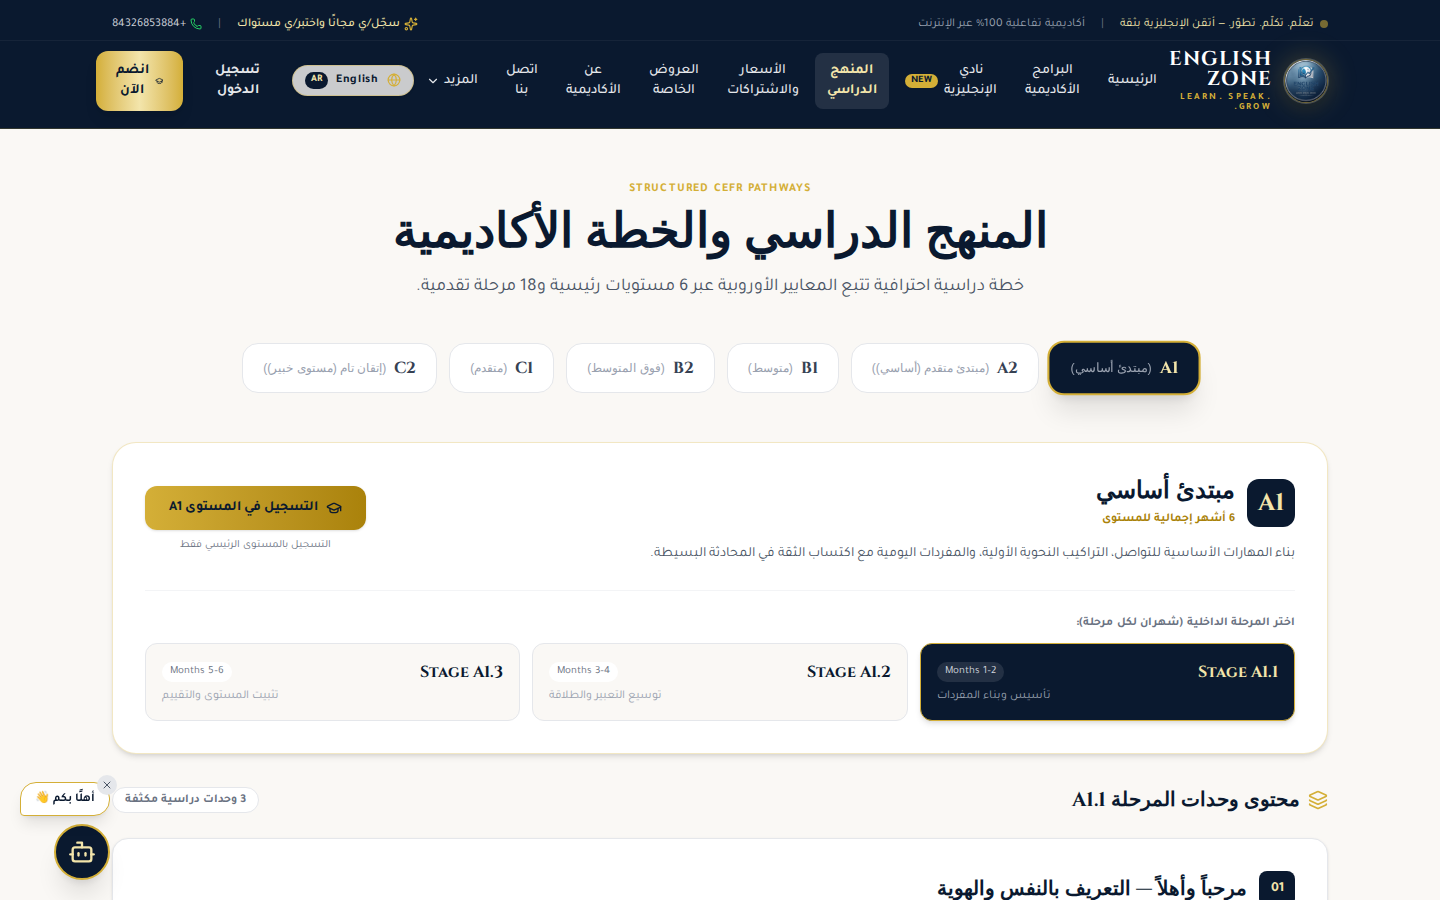 تعلّم. تكلّم. تطوّر. – أتقن الإنجليزية بثقة | أكاديمية تفاعلية 100% عبر الإنترنت
سجّل/ي مجانًا واختبر/ي مستواك | 84326853884+
ENGLISH ZONE
LEARN. SPEAK. GROW.
الرئيسية
البرامج الأكاديمية
نادي الإنجليزية NEW
المنهج الدراسي
الأسعار والاشتراكات
العروض الخاصة
عن الأكاديمية
اتصل بنا
المزيد
English AR
تسجيل الدخول
انضم الآن
STRUCTURED CEFR PATHWAYS
المنهج الدراسي والخطة الأكاديمية
خطة دراسية احترافية تتبع المعايير الأوروبية عبر 6 مستويات رئيسية و18 مرحلة تقدمية.
A1 (مبتدئ أساسي)
A2 (مبتدئ متقدم (أساسي))
B1 (متوسط)
B2 (فوق المتوسط)
C1 (متقدم)
C2 (إتقان تام (مستوى خبير))
A1
مبتدئ أساسي
6 أشهر إجمالية للمستوى
بناء المهارات الأساسية للتواصل، التراكيب النحوية الأولية، والمفردات اليومية مع اكتساب الثقة في المحادثة البسيطة.
التسجيل في المستوى A1
التسجيل بالمستوى الرئيسي فقط
اختر المرحلة الداخلية (شهران لكل مرحلة):
STAGE A1.1 Months 1-2
تأسيس وبناء المفردات
STAGE A1.2 Months 3-4
توسيع التعبير والطلاقة
STAGE A1.3 Months 5-6
تثبيت المستوى والتقييم
محتوى وحدات المرحلة A1.1
3 وحدات دراسية مكثفة
أهلًا بكم 👋
01 مرحباً وأهلاً — التعريف بالنفس والهوية